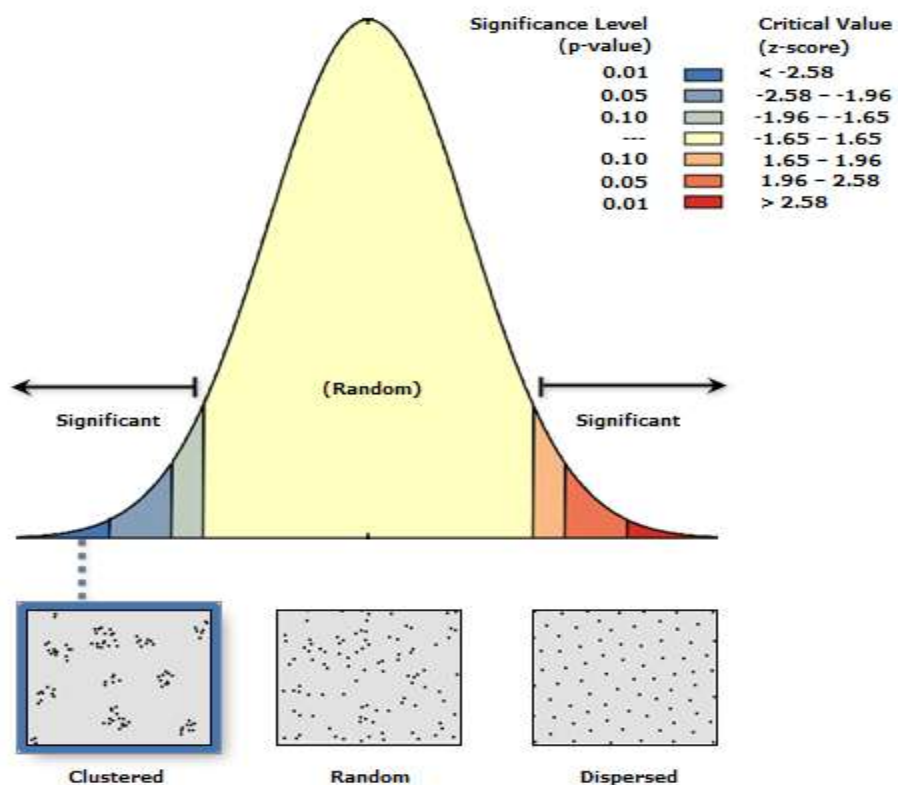 Significance Level Critical Value
(p-value) (z-score)
0.01 < -2.58
0.05 -2.58 – -1.96
0.10 -1.96 – -1.65
--- -1.65 – 1.65
0.10 1.65 – 1.96
0.05 1.96 – 2.58
0.01 > 2.58
(Random)
Significant Significant
Clustered Random Dispersed